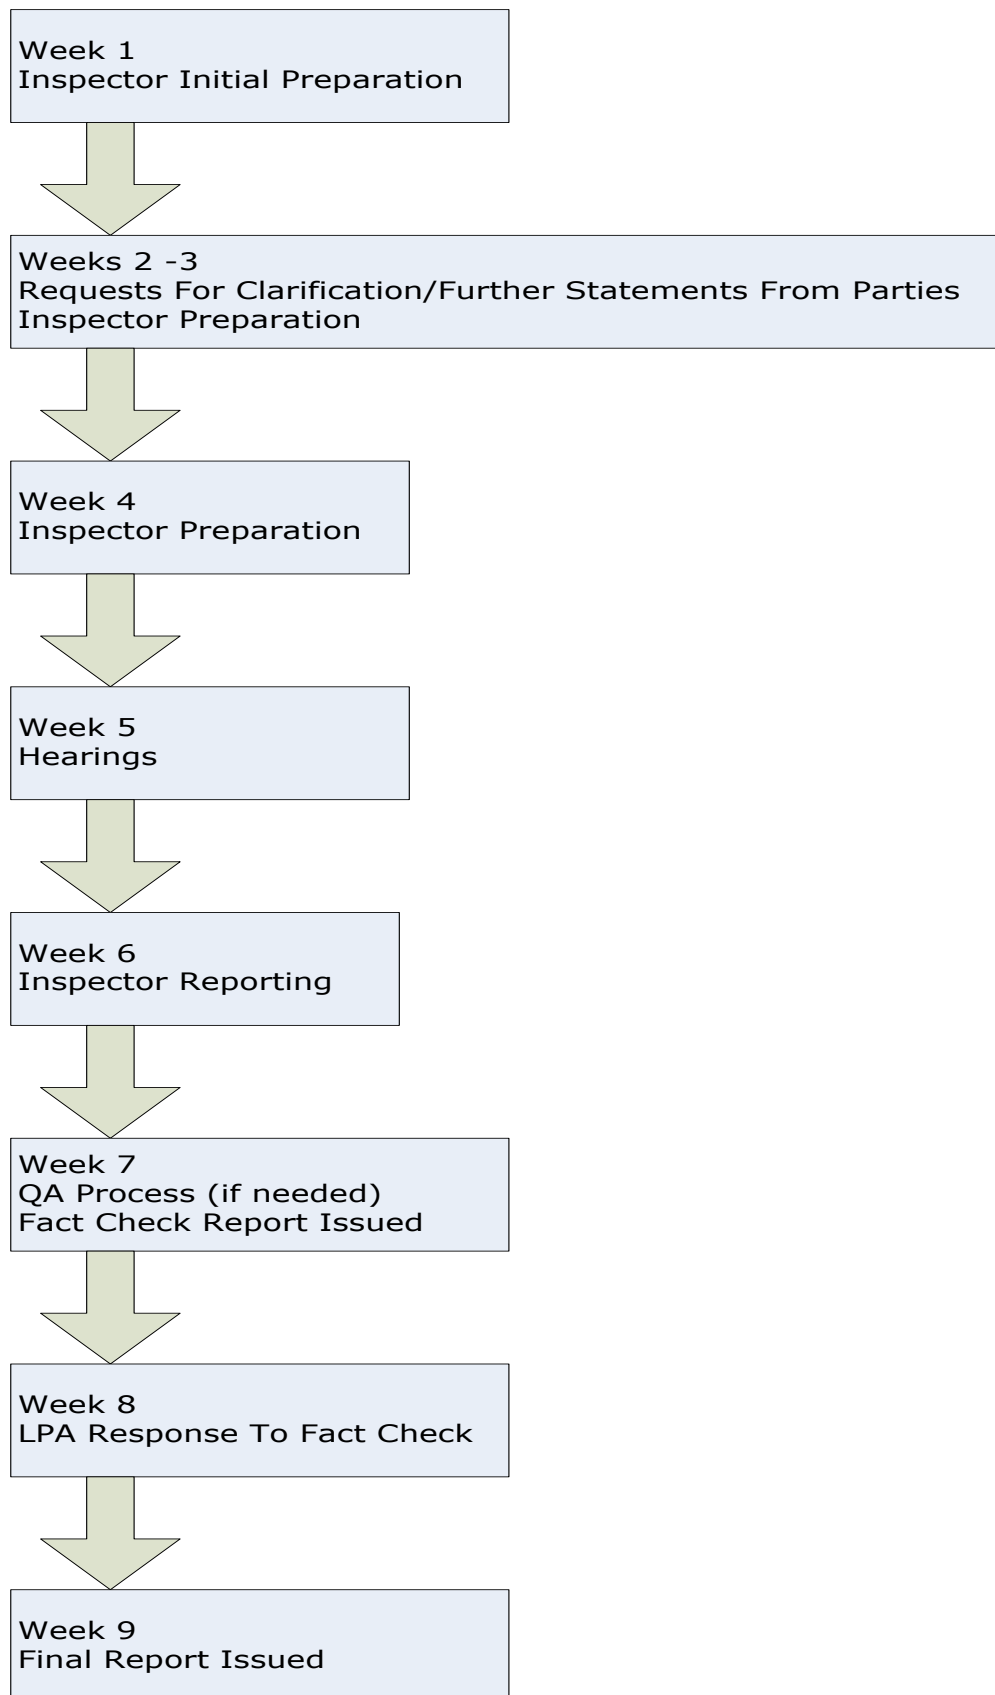 Week 1
Inspector Initial Preparation
Weeks 2 -3
Requests For Clarification/Further Statements From Parties
Inspector Preparation
Week 4
Inspector Preparation
Week 5
Hearings
Week 6
Inspector Reporting
Week 7
QA Process (if needed)
Fact Check Report Issued
Week 8
LPA Response To Fact Check
Week 9
Final Report Issued